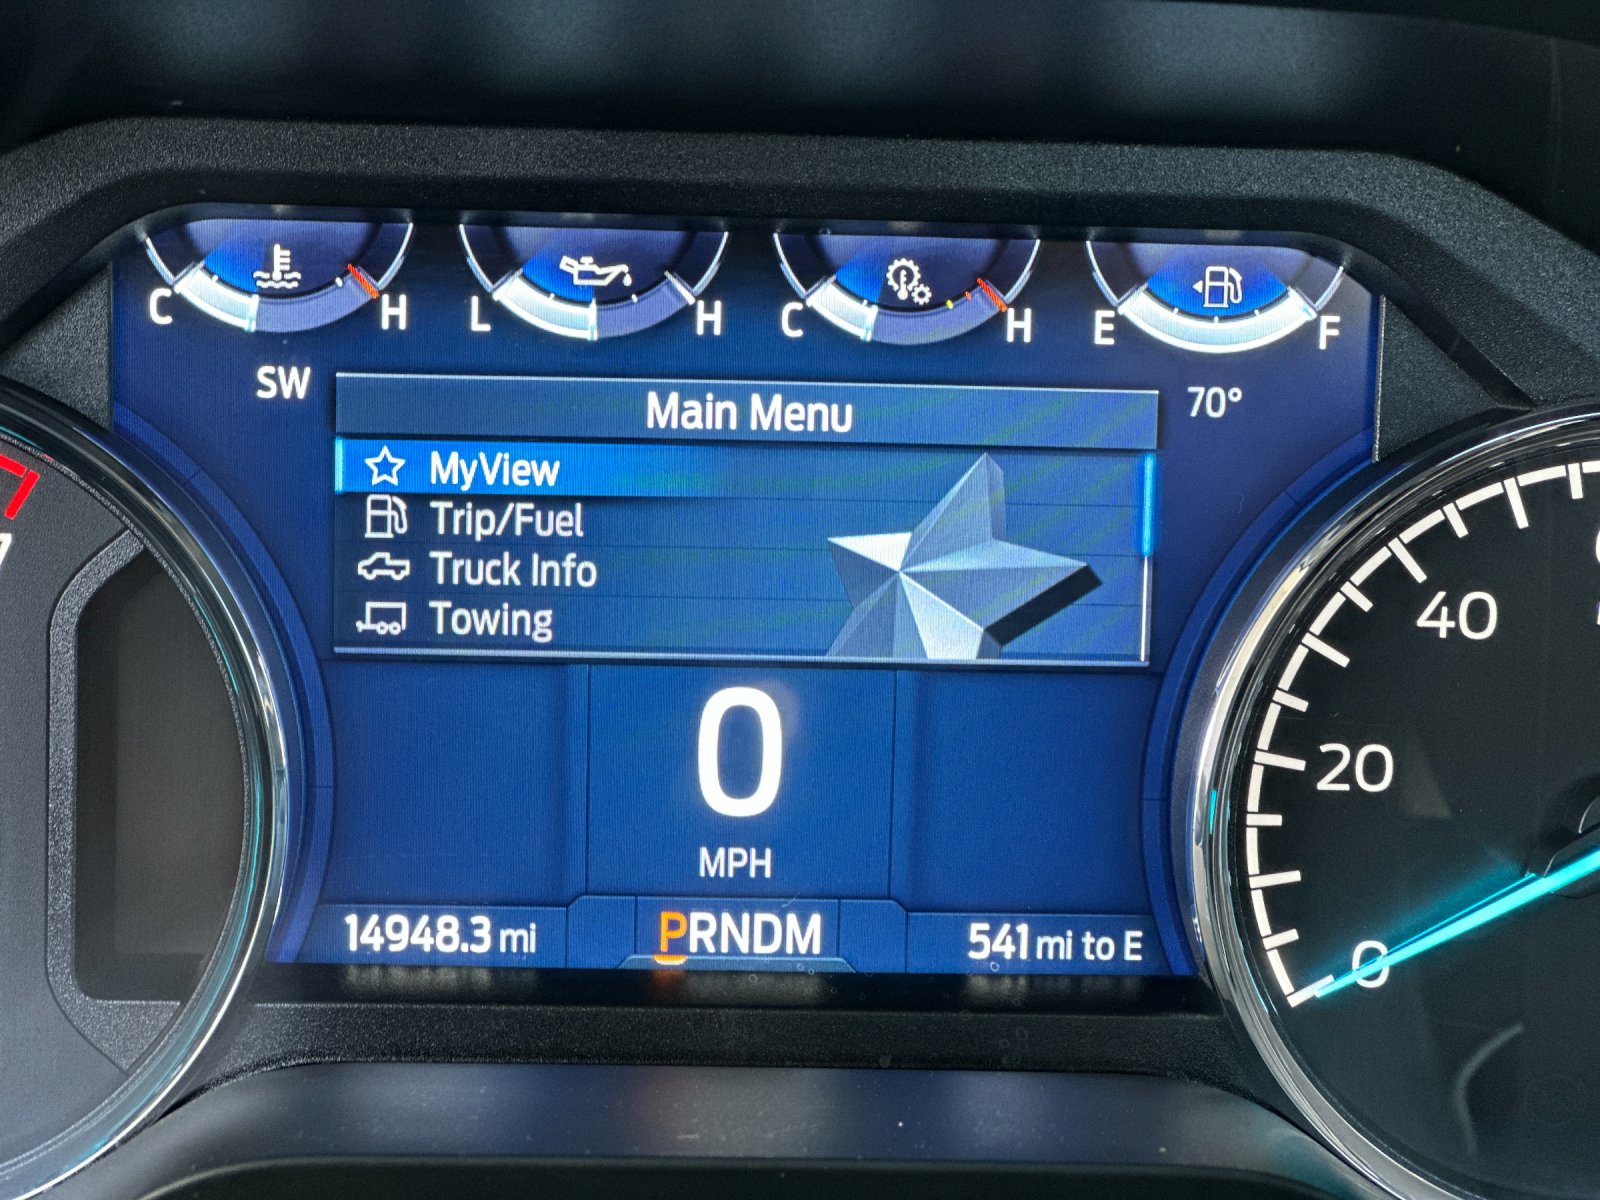 C H L H C H E F
SW
70°
Main Menu
MyView
Trip/Fuel
Truck Info
Towing
0
MPH
14948.3 mi
PRNDM
541 mi to E
40
20
0